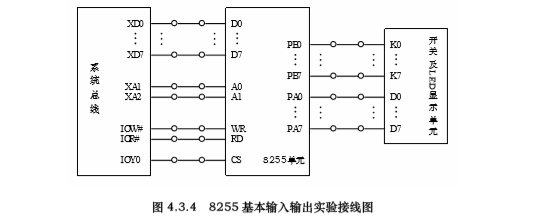 系统总线
XD0
XD7
XA1
XA2
IOW#
IOR#
IOY0
D0
D7
A0
A1
WR
RD
CS
8255单元
PB0
PB7
PA0
PA7
K0
K7
D0
D7
开关及LED显示单元
图 4.3.4 8255 基本输入输出实验接线图